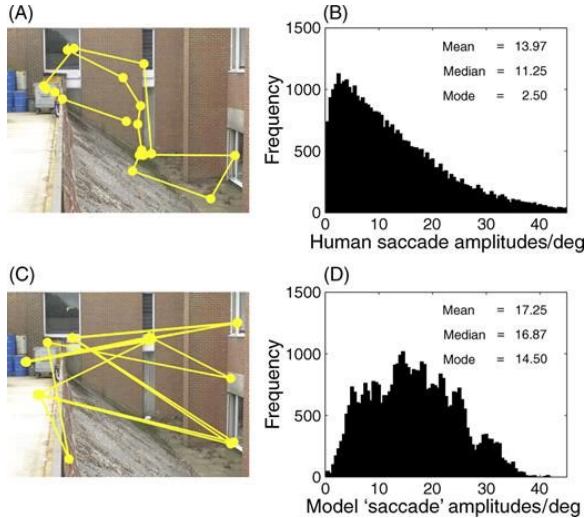 (A)
(B)
1500
1000
500
0
Frequency
Mean = 13.97
Median = 11.25
Mode = 2.50
0 10 20 30 40
Human saccade amplitudes/deg
(C)
(D)
1500
1000
500
0
Frequency
Mean = 17.25
Median = 16.87
Mode = 14.50
0 10 20 30 40
Model ‘saccade’ amplitudes/deg